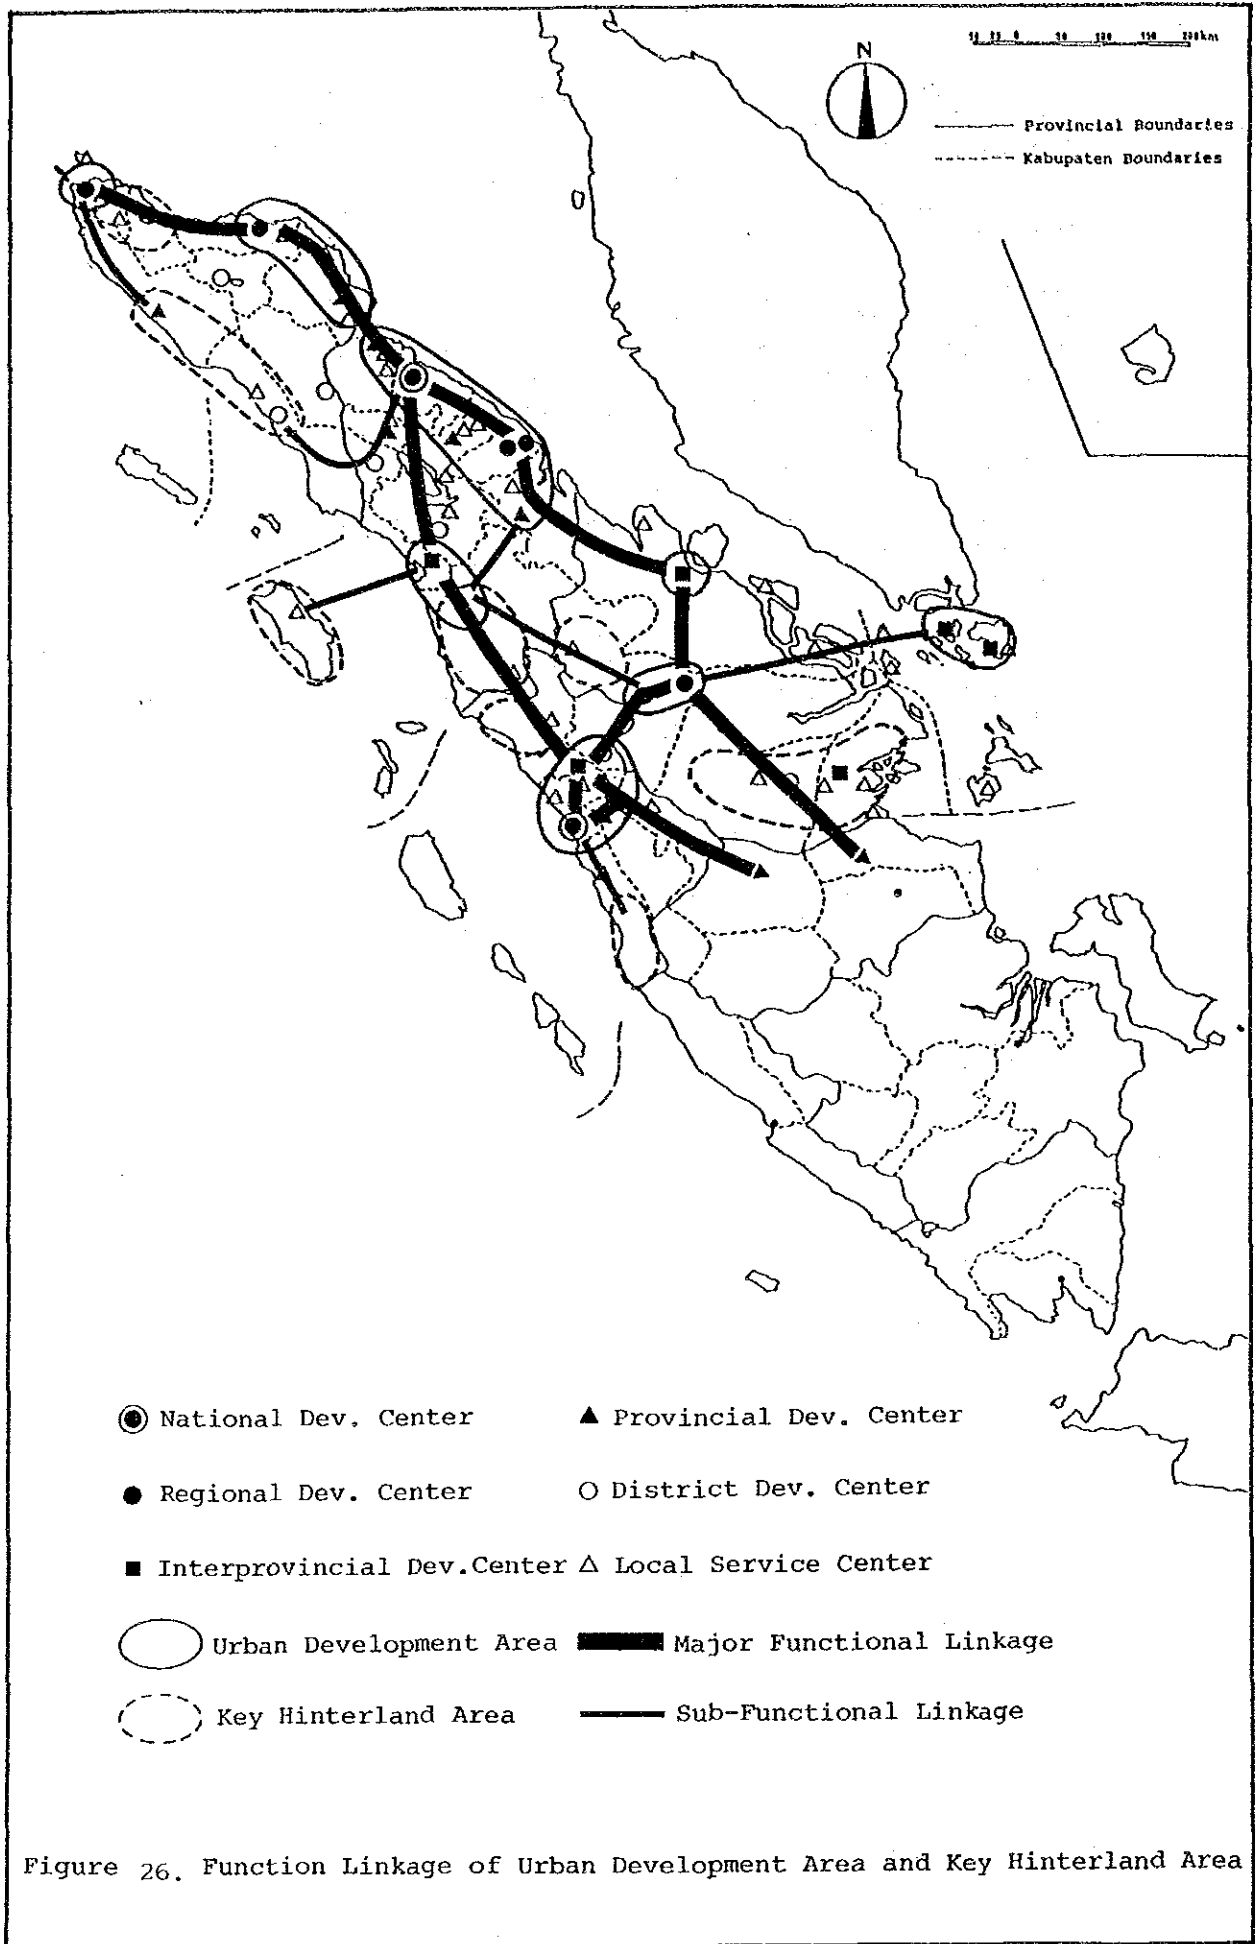 N
Provincial Boundaries
Kabupaten Boundaries
National Dev. Center
Provincial Dev. Center
Regional Dev. Center
District Dev. Center
Interprovincial Dev.Center
Local Service Center
Urban Development Area
Major Functional Linkage
Key Hinterland Area
Sub-Functional Linkage
Figure 26. Function Linkage of Urban Development Area and Key Hinterland Area